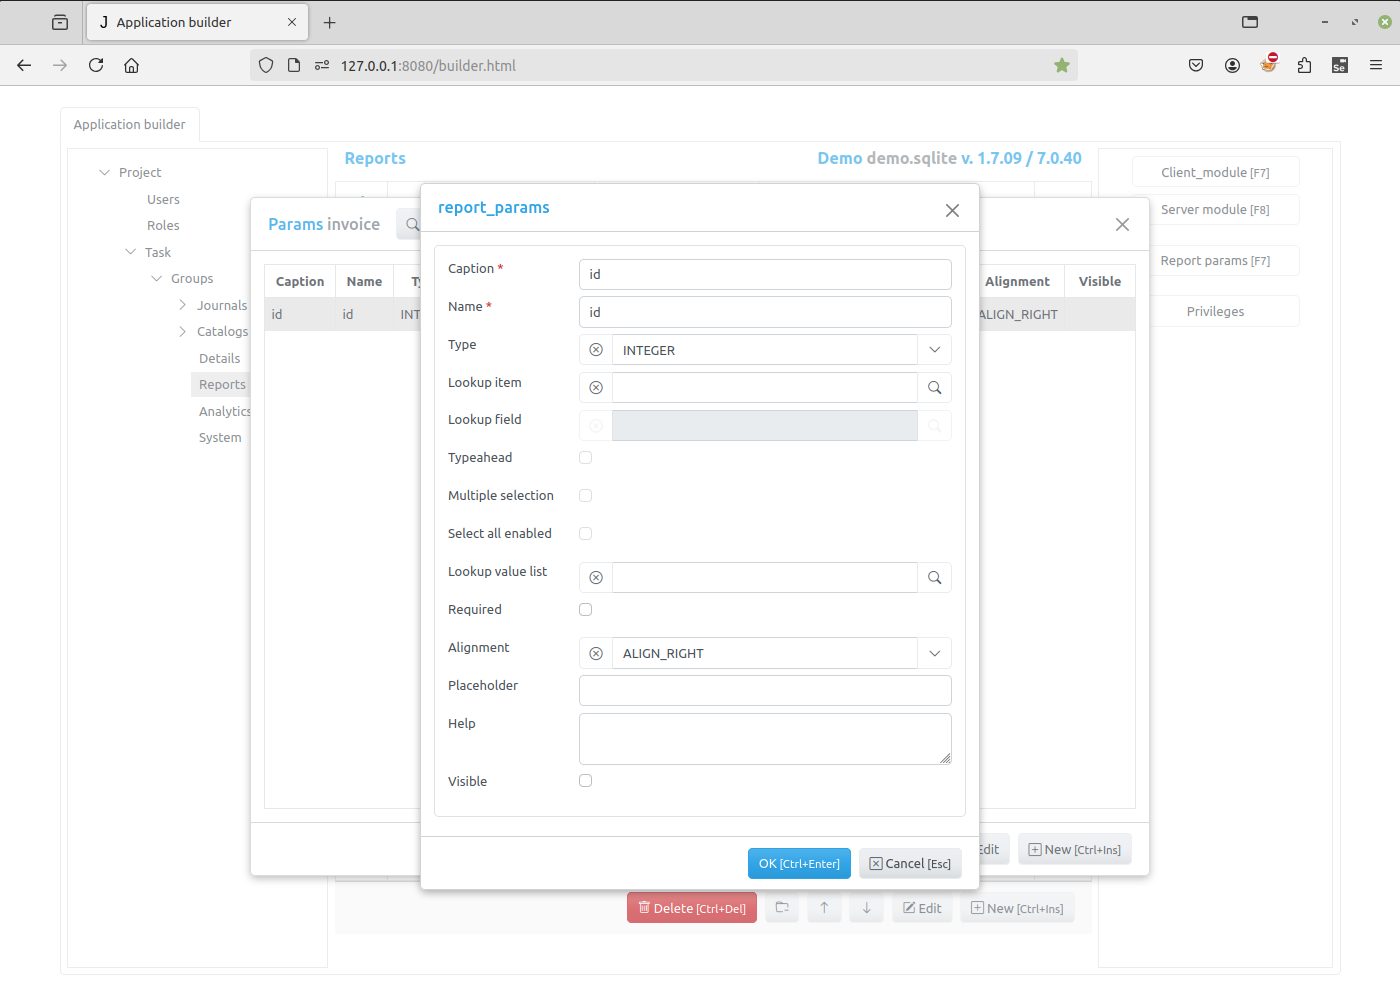 J Application builder
127.0.0.1:8080/builder.html
Se
Application builder
Project
Users
Roles
Task
Groups
Journals
Catalogs
Details
Reports
Analytics
System
Reports
Demo demo.sqlite v. 1.7.09 / 7.0.40
Client_module [F7]
Server module [F8]
Report params [F7]
Privileges
Params invoice
Caption Name Alignment Visible
id id INT ALIGN_RIGHT
Edit
New [Ctrl+Ins]
report_params
Caption *
id
Name *
id
Type
INTEGER
Lookup item
Lookup field
Typeahead
Multiple selection
Select all enabled
Lookup value list
Required
Alignment
ALIGN_RIGHT
Placeholder
Help
Visible
OK [Ctrl+Enter]
Cancel [Esc]
Delete [Ctrl+Del]
Edit
New [Ctrl+Ins]